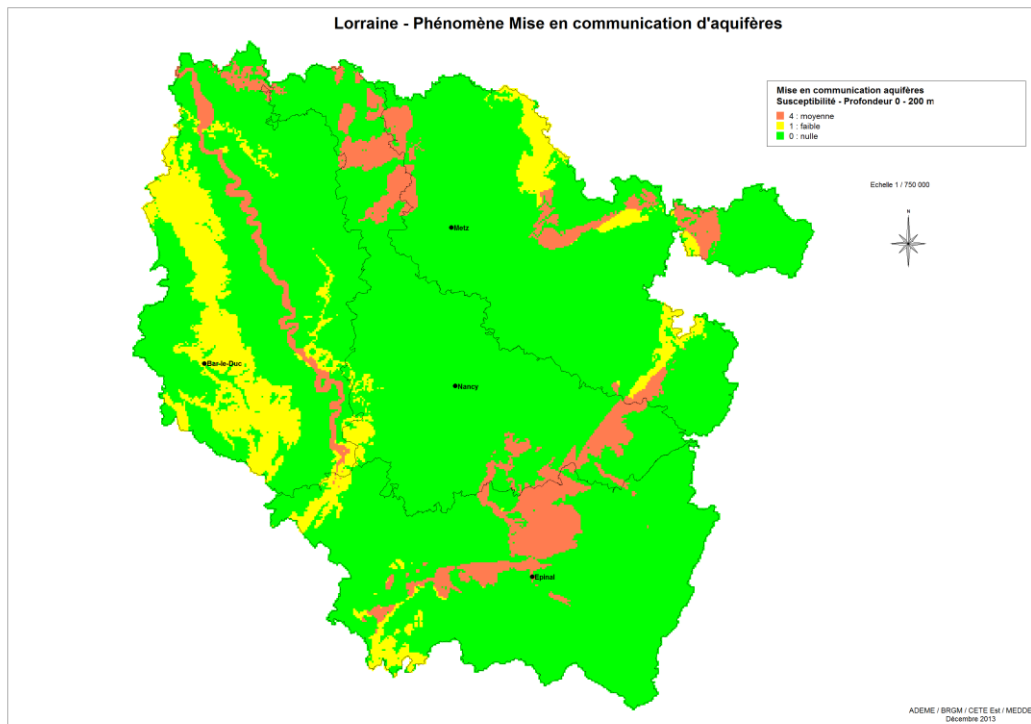 Lorraine - Phénomène Mise en communication d'aquifères
Mise en communication aquifères
Susceptibilité - Profondeur 0 - 200 m
4 : moyenne
1 : faible
0 : nulle
Echelle 1 / 750 000
N
Metz
Bar-le-Duc
Nancy
Epinal
ADEME / BRGM / CETE Est / MEDDE
Décembre 2013